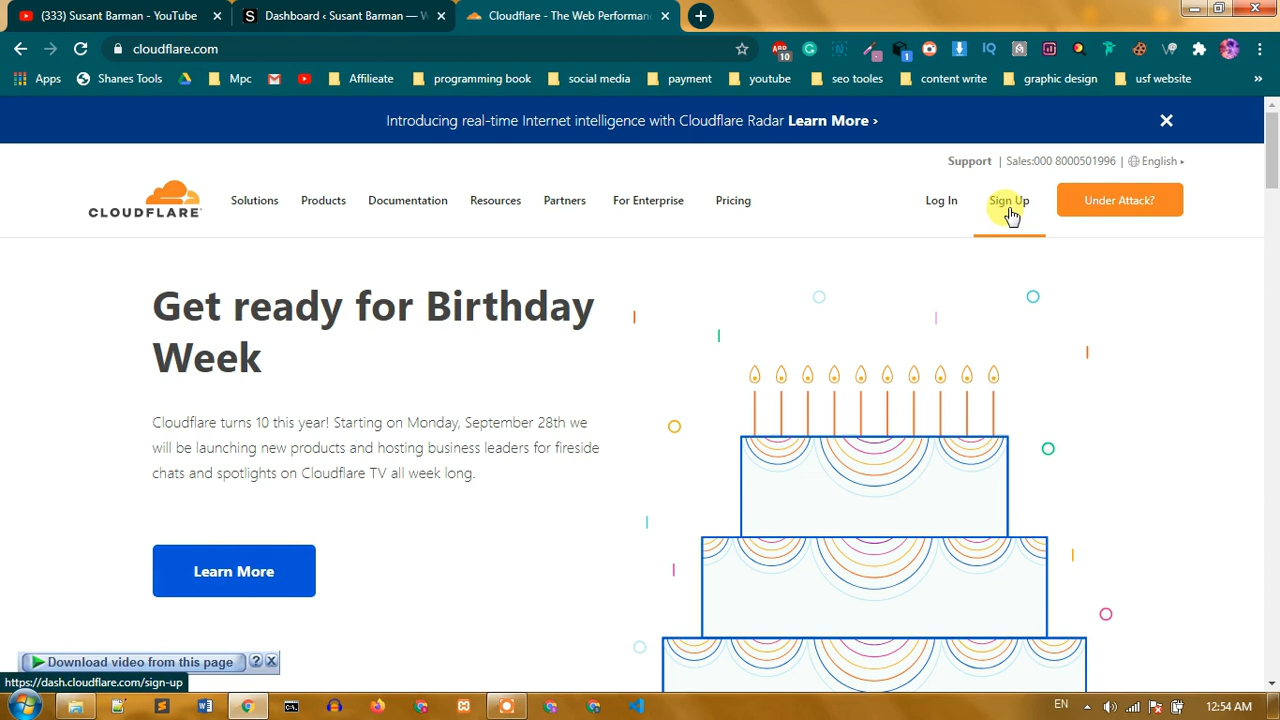 (333) Susant Barman - YouTube
Dashboard ‹ Susant Barman — W
Cloudflare - The Web Performanc
cloudflare.com
10
1
Apps
Shanes Tools
Mpc
Affilieate
programming book
social media
payment
youtube
seo tooles
content write
graphic design
usf website
»
Introducing real-time Internet intelligence with Cloudflare Radar Learn More ›
Support | Sales:000 8000501996 | English ▸
CLOUDFLARE
Solutions
Products
Documentation
Resources
Partners
For Enterprise
Pricing
Log In
Sign Up
Under Attack?
Get ready for Birthday
Week
Cloudflare turns 10 this year! Starting on Monday, September 28th we
will be launching new products and hosting business leaders for fireside
chats and spotlights on Cloudflare TV all week long.
Learn More
Download video from this page ? X
https://dash.cloudflare.com/sign-up
EN
12:54 AM